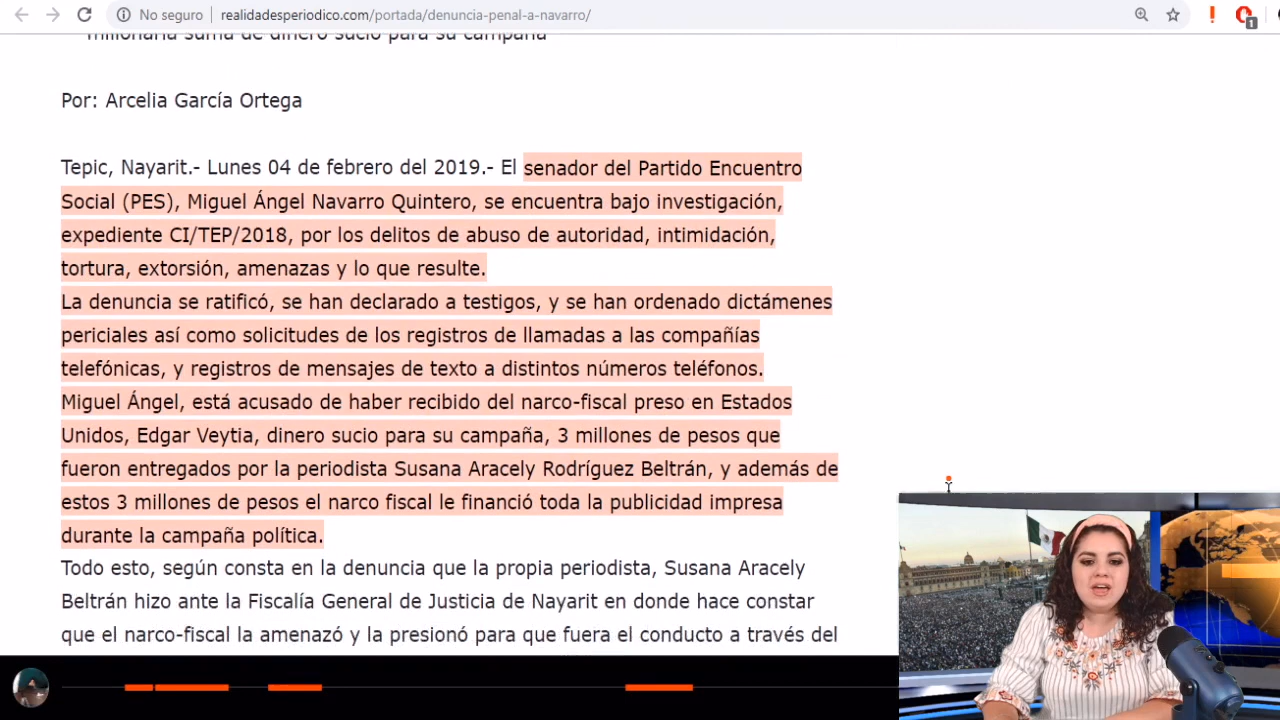 No seguro
realidadesperiodico.com/portada/denuncia-penal-a-navarro/
1
millonaria suma de dinero sucio para su campaña
Por: Arcelia García Ortega
Tepic, Nayarit.- Lunes 04 de febrero del 2019.- El senador del Partido Encuentro
Social (PES), Miguel Ángel Navarro Quintero, se encuentra bajo investigación,
expediente CI/TEP/2018, por los delitos de abuso de autoridad, intimidación,
tortura, extorsión, amenazas y lo que resulte.
La denuncia se ratificó, se han declarado a testigos, y se han ordenado dictámenes
periciales así como solicitudes de los registros de llamadas a las compañías
telefónicas, y registros de mensajes de texto a distintos números teléfonos.
Miguel Ángel, está acusado de haber recibido del narco-fiscal preso en Estados
Unidos, Edgar Veytia, dinero sucio para su campaña, 3 millones de pesos que
fueron entregados por la periodista Susana Aracely Rodríguez Beltrán, y además de
estos 3 millones de pesos el narco fiscal le financió toda la publicidad impresa
durante la campaña política.
Todo esto, según consta en la denuncia que la propia periodista, Susana Aracely
Beltrán hizo ante la Fiscalía General de Justicia de Nayarit en donde hace constar
que el narco-fiscal la amenazó y la presionó para que fuera el conducto a través del